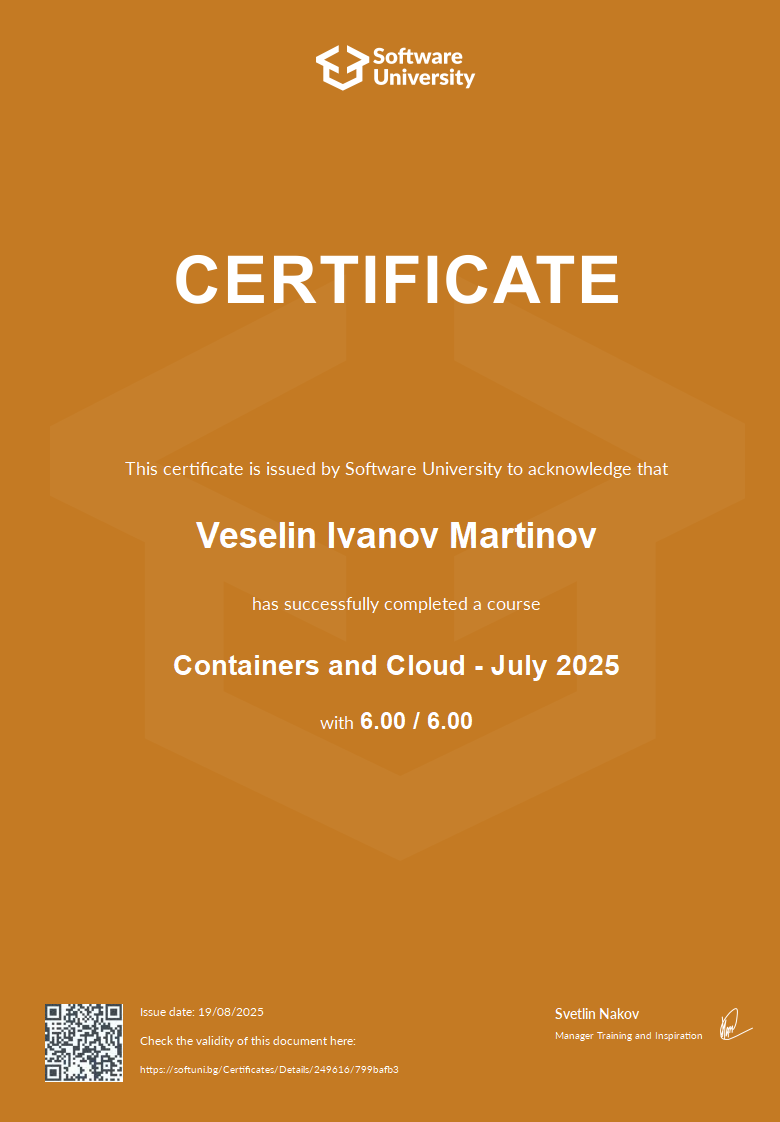 Software
University
CERTIFICATE
This certificate is issued by Software University to acknowledge that
Veselin Ivanov Martinov
has successfully completed a course
Containers and Cloud - July 2025
with 6.00 / 6.00
Issue date: 19/08/2025
Check the validity of this document here:
https://softuni.bg/Certificates/Details/249616/799bafb3
Svetlin Nakov
Manager Training and Inspiration